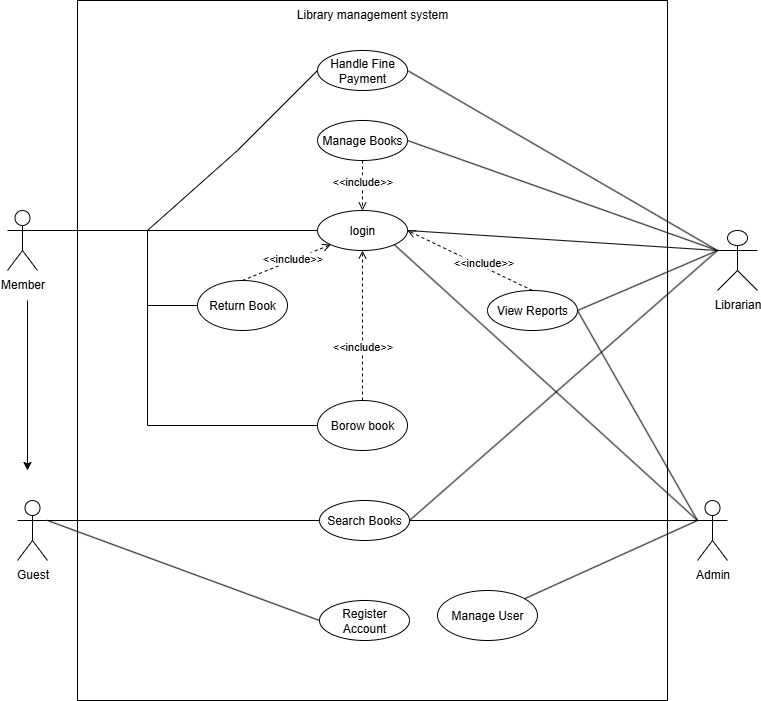 Library management system
Handle Fine
Payment
Manage Books
<<include>>
login
<<include>>
<<include>>
Member
Return Book
View Reports
Librarian
<<include>>
Borow book
Search Books
Guest
Admin
Register
Account
Manage User